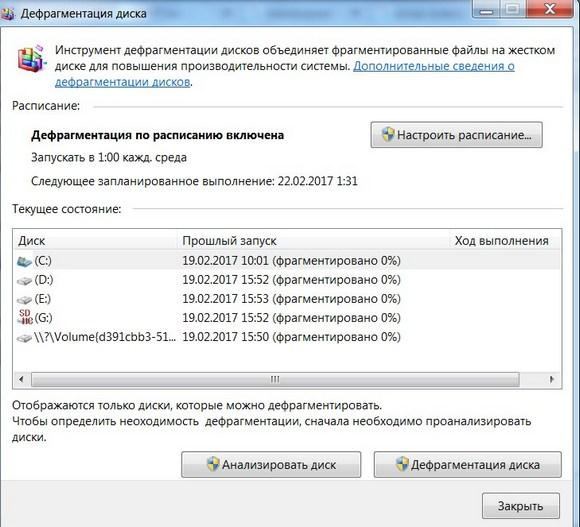 Дефрагментация диска
Инструмент дефрагментации дисков объединяет фрагментированные файлы на жестком
диске для повышения производительности системы. Дополнительные сведения о
дефрагментации дисков.
Расписание:
Дефрагментация по расписанию включена
Настроить расписание...
Запускать в 1:00 кажд. среда
Следующее запланированное выполнение: 22.02.2017 1:31
Текущее состояние:
Диск Прошлый запуск Ход выполнения
(C:) 19.02.2017 10:01 (фрагментировано 0%)
(D:) 19.02.2017 15:52 (фрагментировано 0%)
(E:) 19.02.2017 15:53 (фрагментировано 0%)
SD HC (G:) 19.02.2017 15:52 (фрагментировано 0%)
\\?\Volume{d391cbb3-51... 19.02.2017 15:50 (фрагментировано 0%)
Отображаются только диски, которые можно дефрагментировать.
Чтобы определить неоходимость дефрагментации, сначала необходимо проанализировать
диски.
Анализировать диск Дефрагментация диска
Закрыть